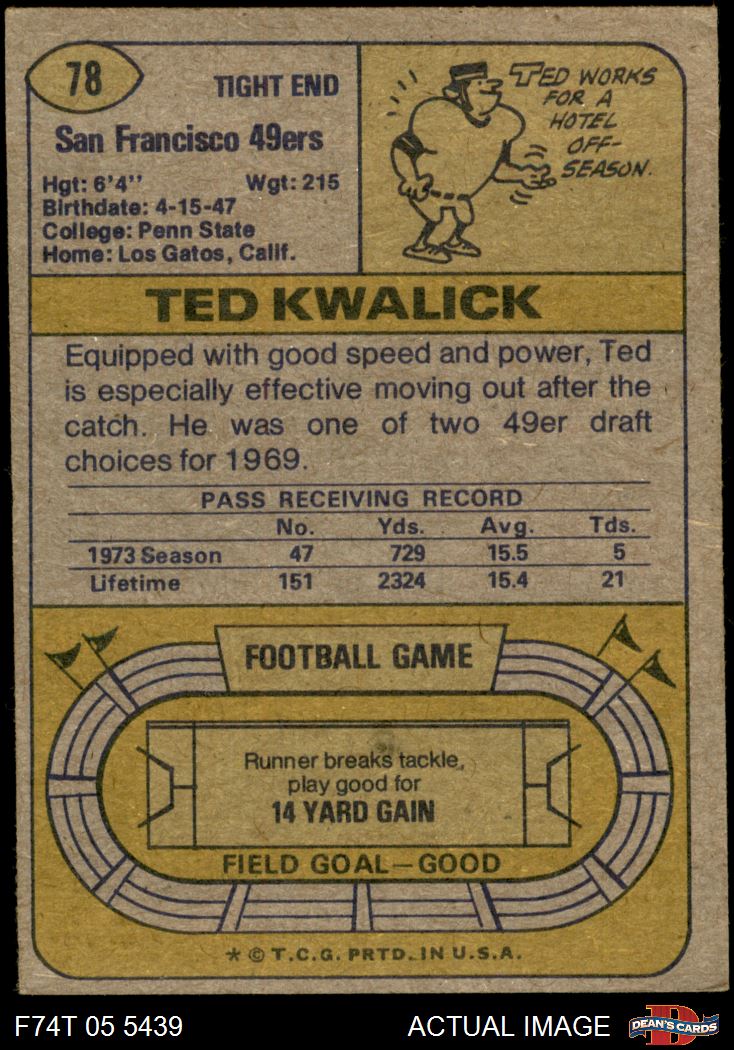 78
TIGHT END
San Francisco 49ers
Hgt: 6'4" Wgt: 215
Birthdate: 4-15-47
College: Penn State
Home: Los Gatos, Calif.
TED WORKS
FOR A
HOTEL
OFF-
SEASON.
TED KWALICK
Equipped with good speed and power, Ted
is especially effective moving out after the
catch. He was one of two 49er draft
choices for 1969.
PASS RECEIVING RECORD
No. Yds. Avg. Tds.
1973 Season 47 729 15.5 5
Lifetime 151 2324 15.4 21
FOOTBALL GAME
Runner breaks tackle,
play good for
14 YARD GAIN
FIELD GOAL—GOOD
* © T.C.G. PRTD. IN U.S.A.
F74T 05 5439 ACTUAL IMAGE
D
DEAN'S CARDS